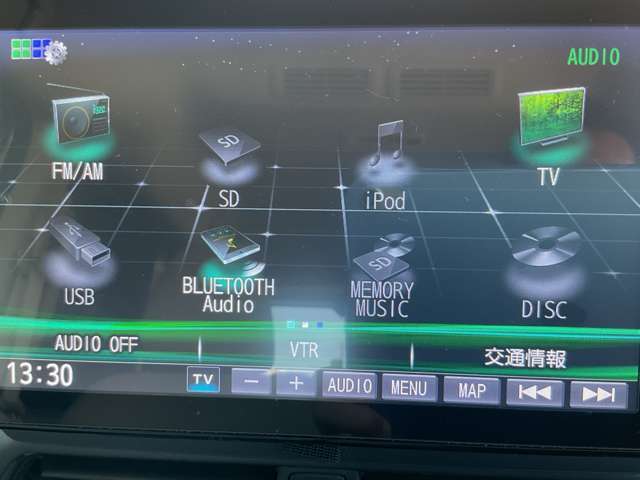 AUDIO
FM/AM
SD
SD
iPod
TV
USB
BLUETOOTH
Audio
SD
MEMORY
MUSIC
DISC
AUDIO OFF
VTR
交通情報
13:30
TV
−
+
AUDIO
MENU
MAP